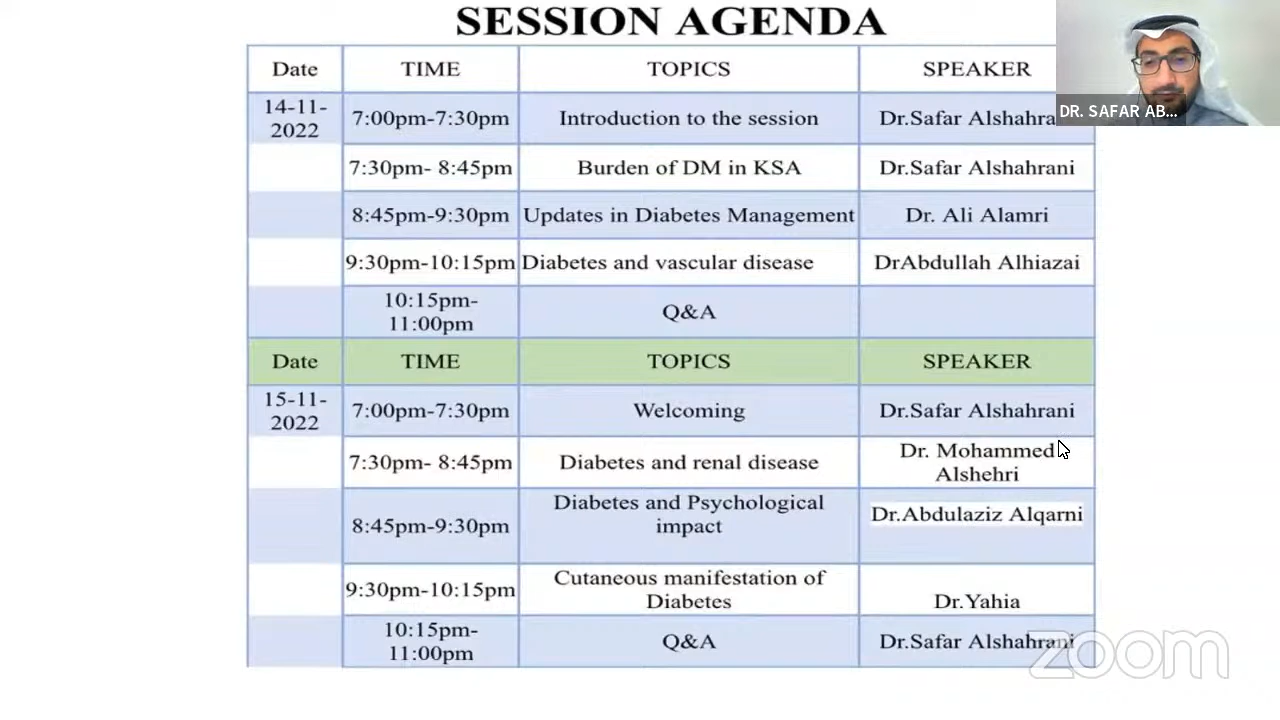 SESSION AGENDA
Date TIME TOPICS SPEAKER
14-11-
2022
7:00pm-7:30pm Introduction to the session Dr.Safar Alshahra
DR. SAFAR AB...
7:30pm- 8:45pm Burden of DM in KSA Dr.Safar Alshahrani
8:45pm-9:30pm Updates in Diabetes Management Dr. Ali Alamri
9:30pm-10:15pm Diabetes and vascular disease DrAbdullah Alhiazai
10:15pm-
11:00pm
Q&A
Date TIME TOPICS SPEAKER
15-11-
2022
7:00pm-7:30pm Welcoming Dr.Safar Alshahrani
7:30pm- 8:45pm Diabetes and renal disease
Dr. Mohammed
Alshehri
8:45pm-9:30pm
Diabetes and Psychological
impact
Dr.Abdulaziz Alqarni
9:30pm-10:15pm
Cutaneous manifestation of
Diabetes
Dr.Yahia
10:15pm-
11:00pm
Q&A Dr.Safar Alshahrani
zoom